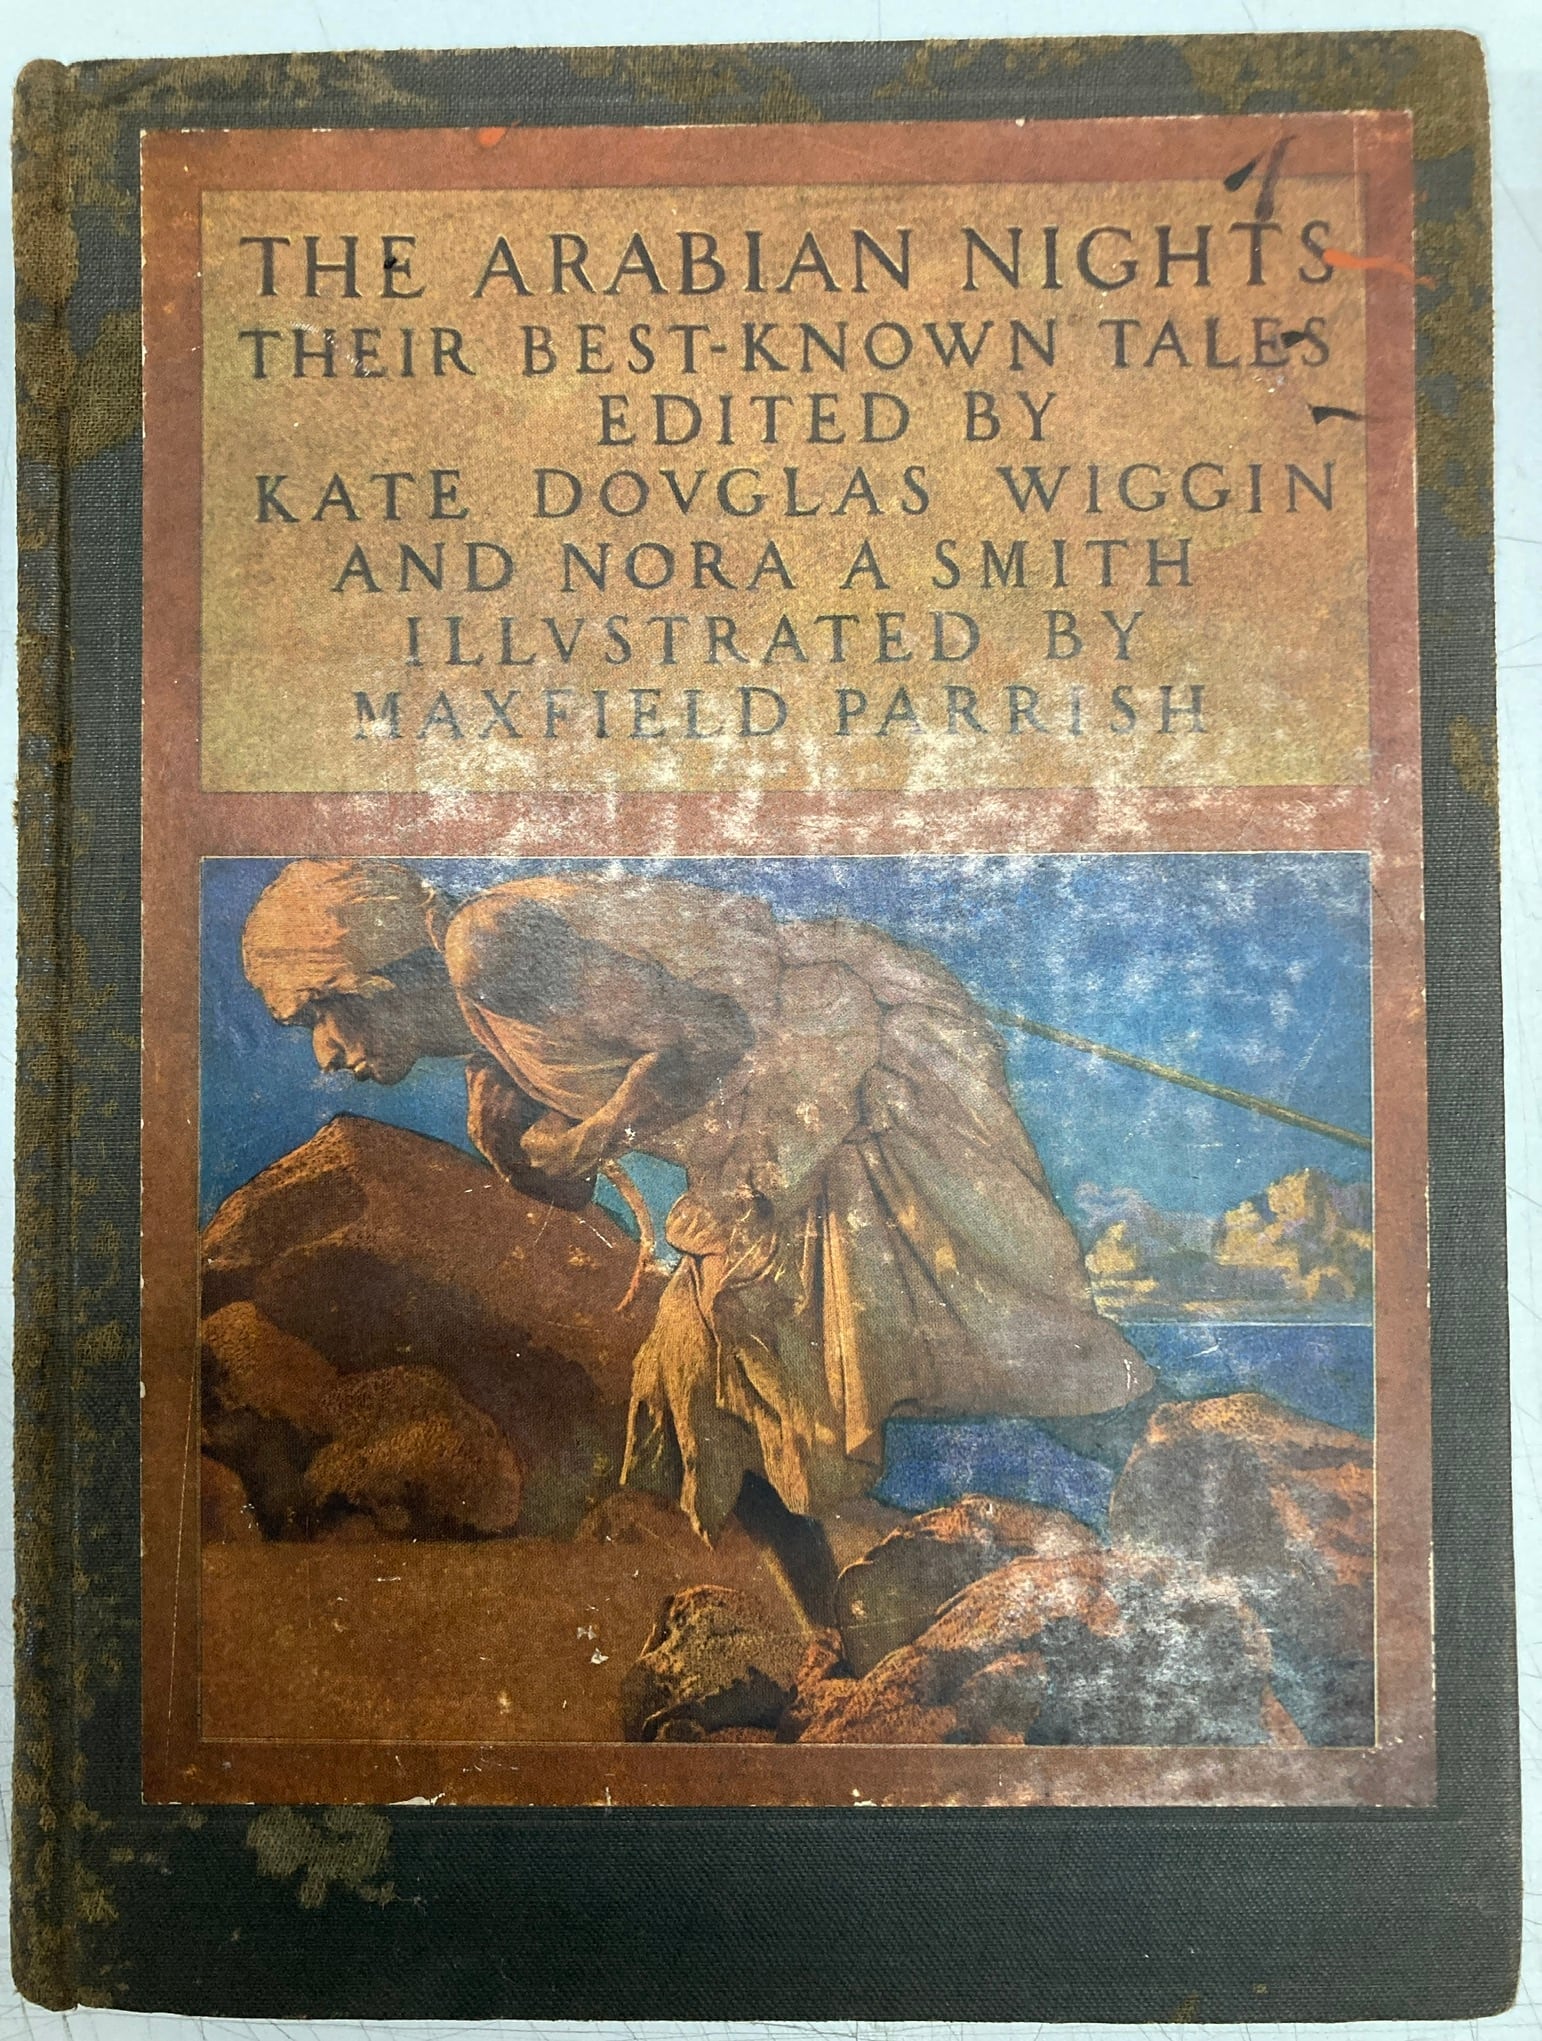 THE ARABIAN NIGHTS
THEIR BEST-KNOWN TALES
EDITED BY
KATE DOVGLAS WIGGIN
AND NORA A SMITH
ILLVSTRATED BY
MAXFIELD PARRISH